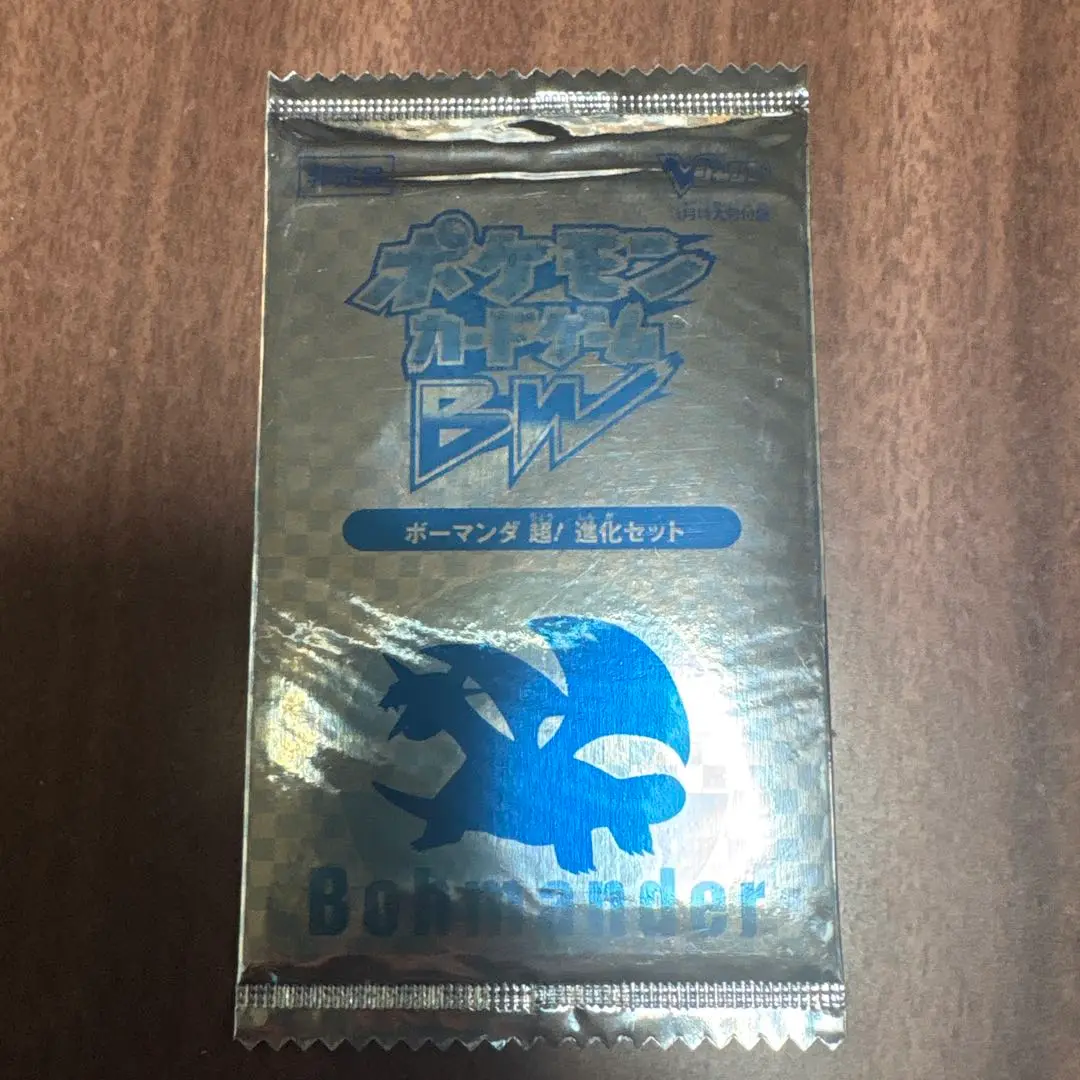 ポケモン
カードゲーム
BW
ボーマンダ 超! 進化セット
Bohmander